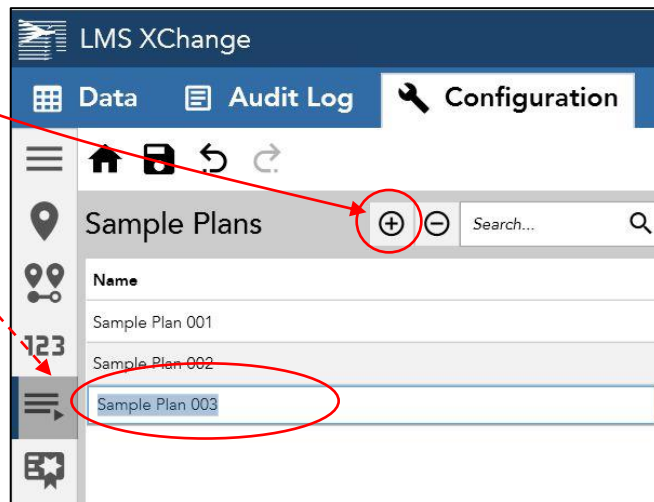 LMS XChange
Data Audit Log Configuration
Sample Plans Search...
Name
Sample Plan 001
123
Sample Plan 002
Sample Plan 003